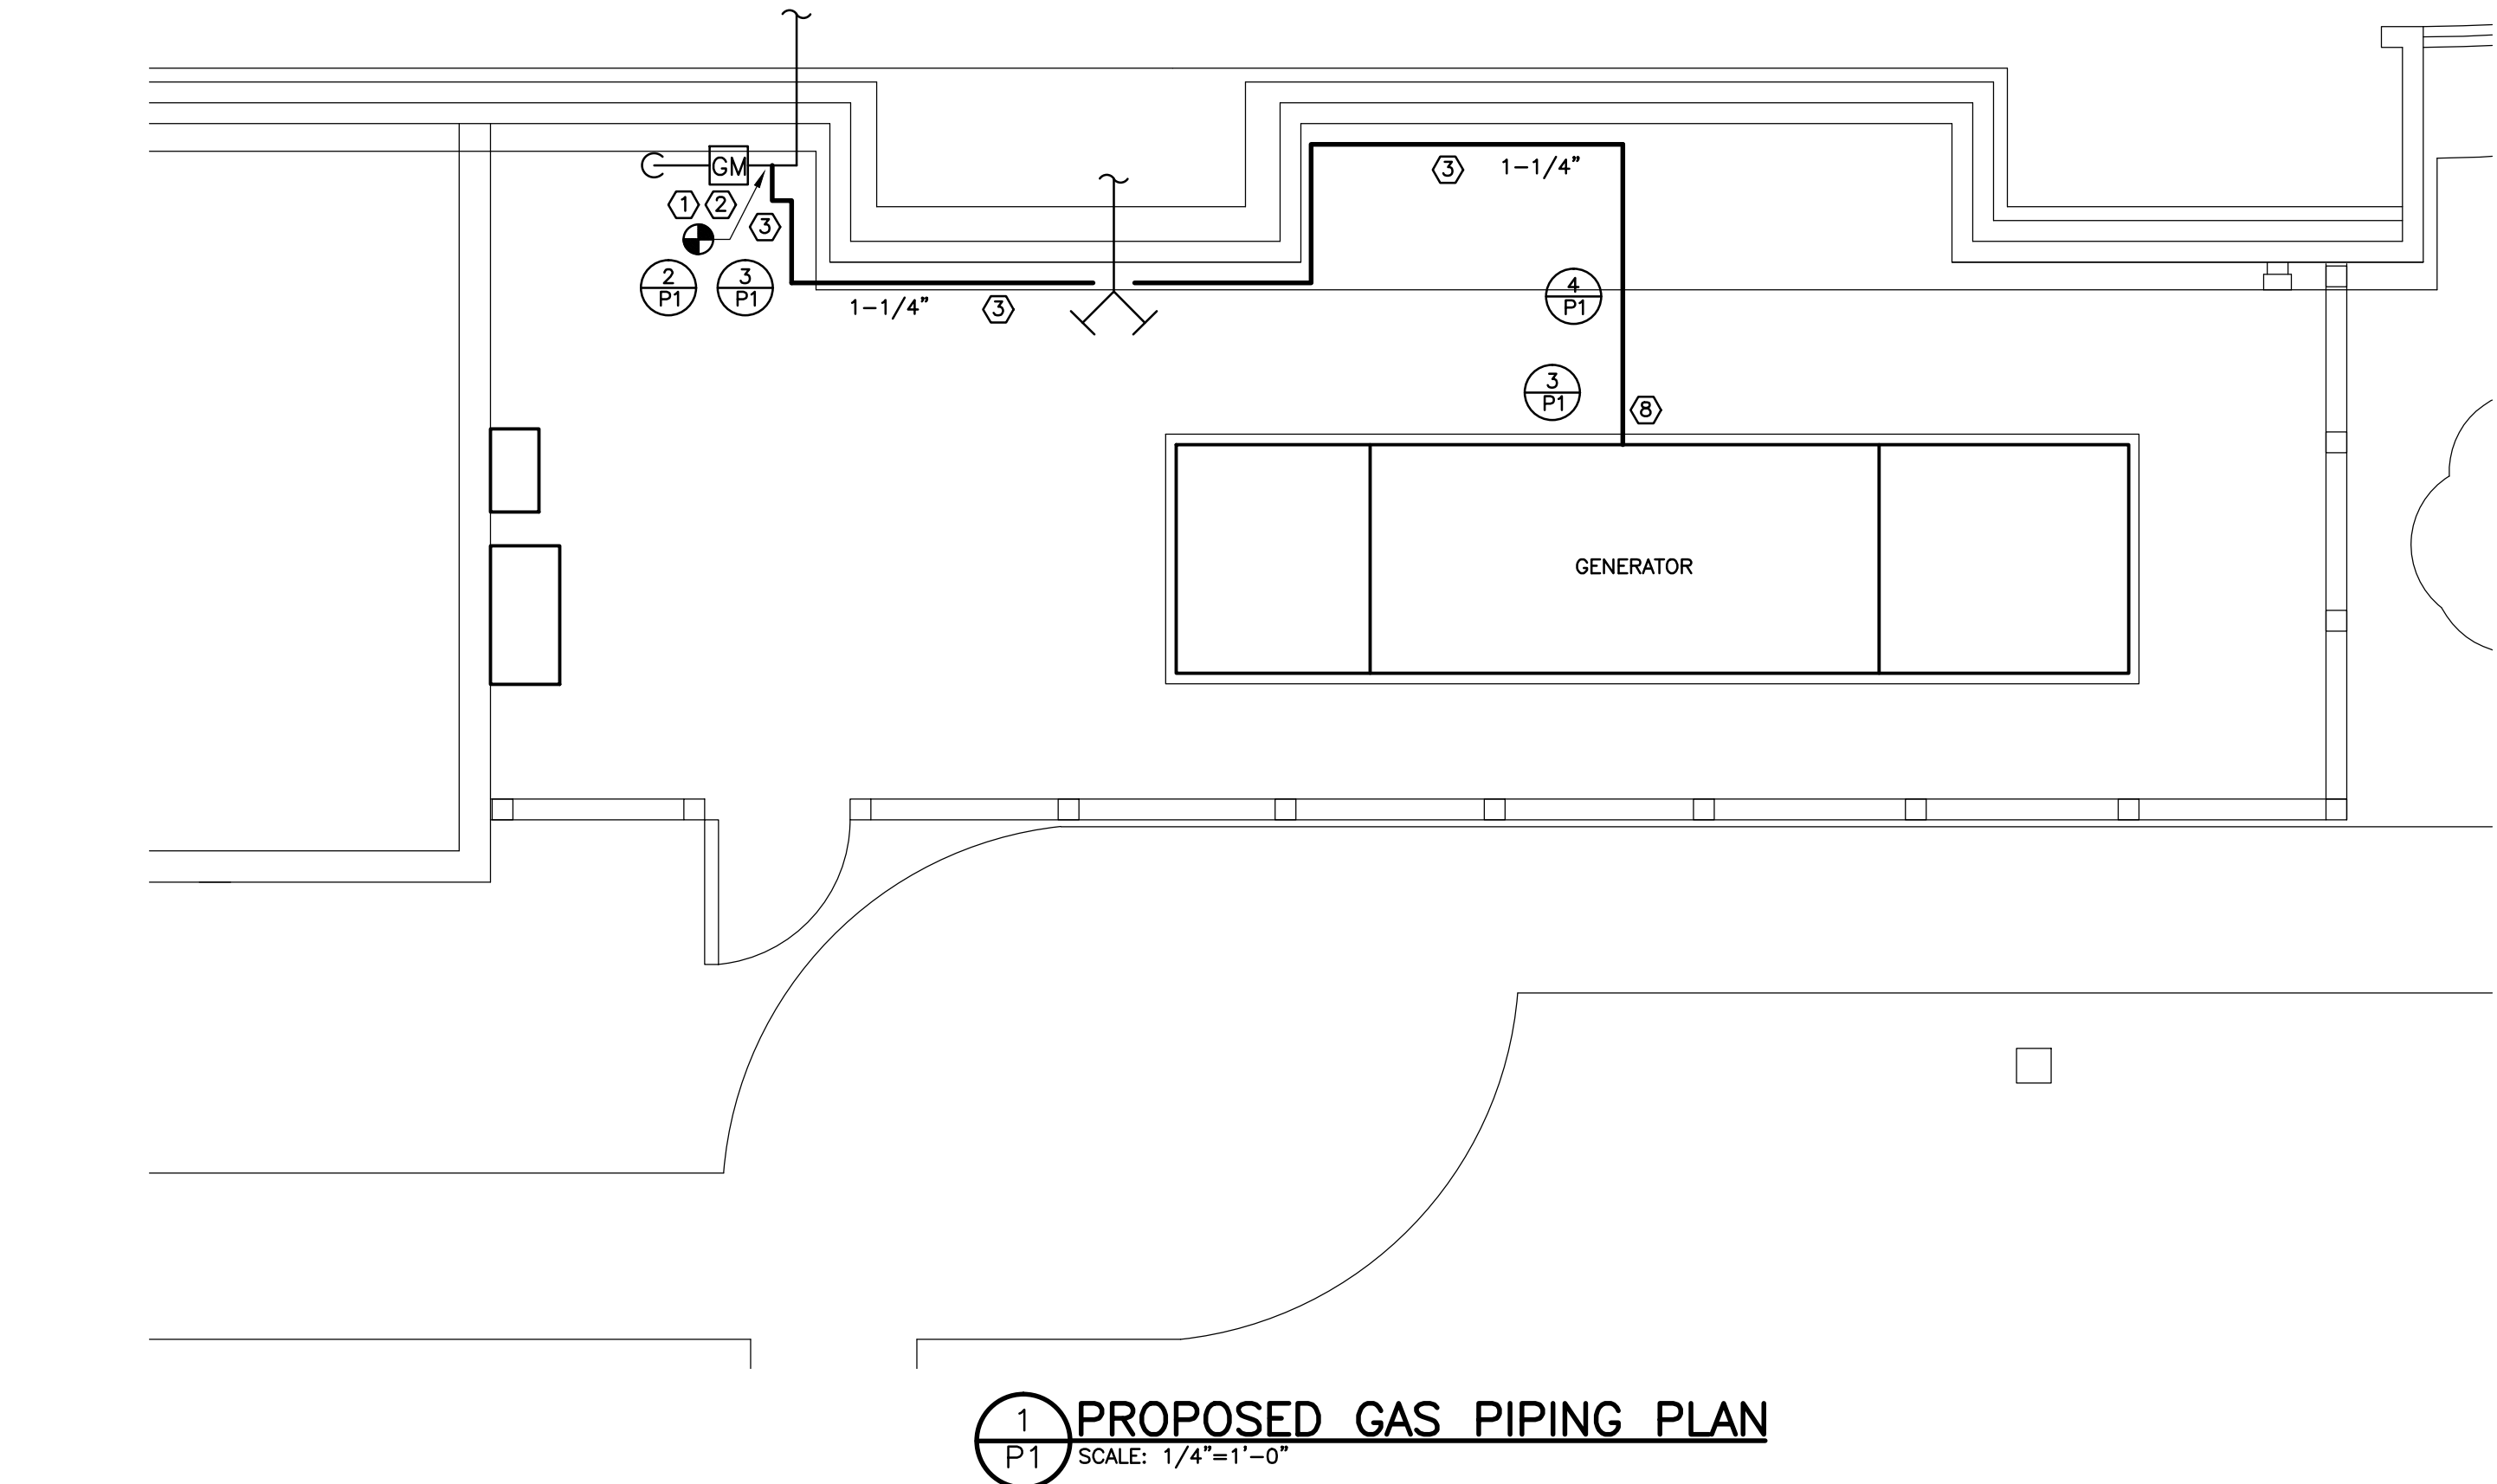 GM
1
2
3
2
P1
3
P1
1-1/4"
3
3
1-1/4"
4
P1
3
P1
8
GENERATOR
1
P1
PROPOSED GAS PIPING PLAN
SCALE: 1/4"=1'-0"